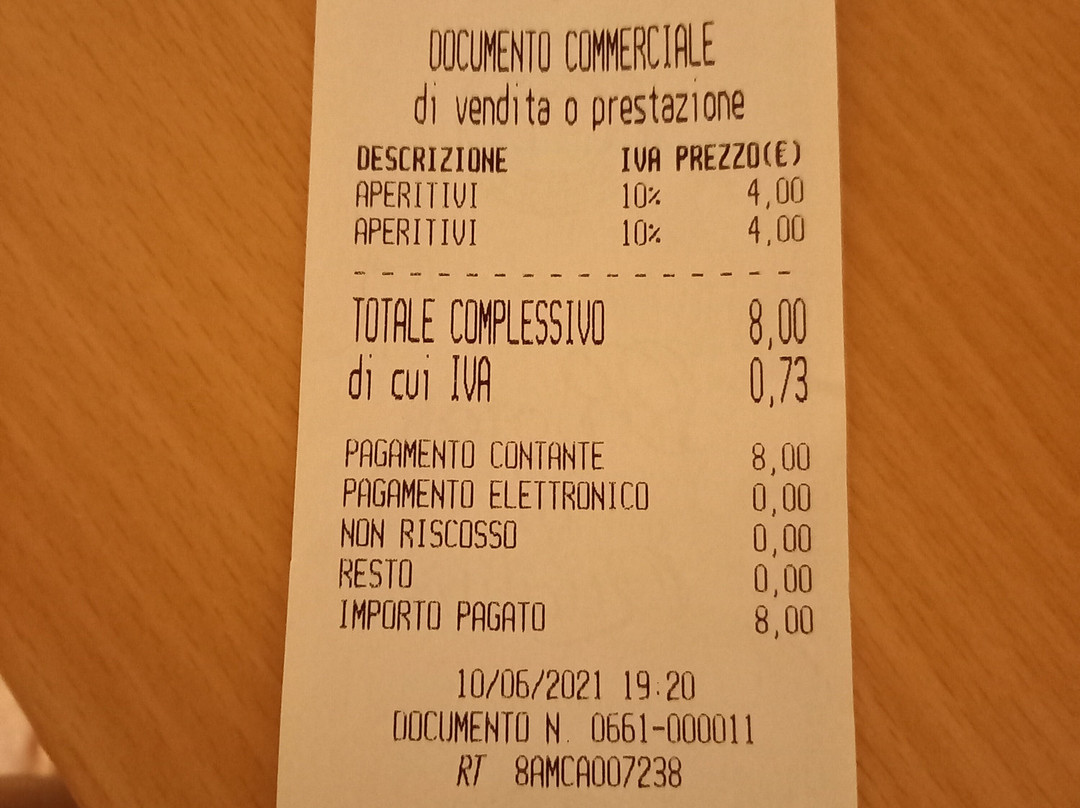 DOCUMENTO COMMERCIALE
di vendita o prestazione
DESCRIZIONE IVA PREZZO(€)
APERITIVI 10% 4,00
APERITIVI 10% 4,00
- - - - - - - - - - - - - - - -
TOTALE COMPLESSIVO 8,00
di cui IVA 0,73
PAGAMENTO CONTANTE 8,00
PAGAMENTO ELETTRONICO 0,00
NON RISCOSSO 0,00
RESTO 0,00
IMPORTO PAGATO 8,00
10/06/2021 19:20
DOCUMENTO N. 0661-000011
RT 8AMCA007238